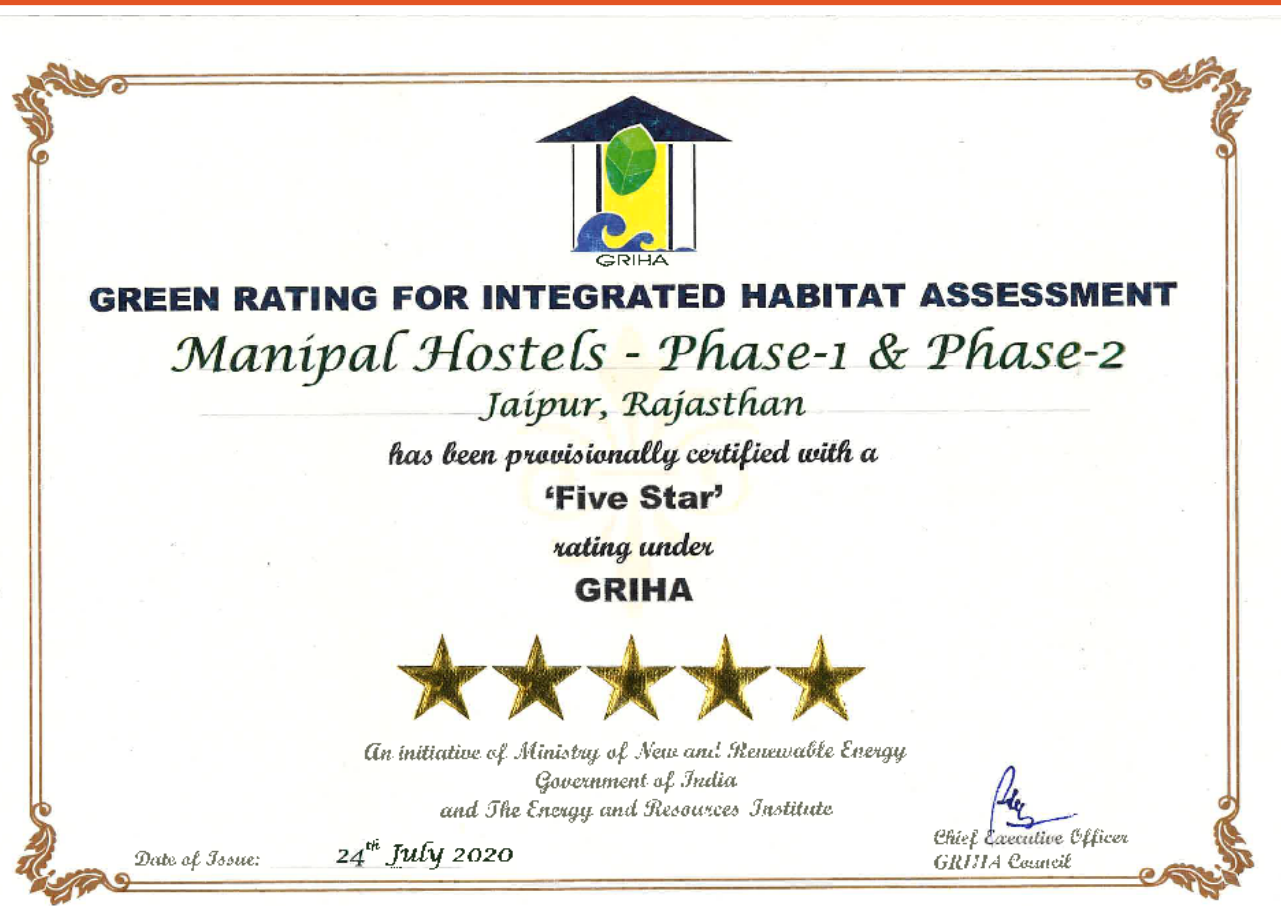 GRIHA
GREEN RATING FOR INTEGRATED HABITAT ASSESSMENT
Manipal Hostels - Phase-1 & Phase-2
Jaipur, Rajasthan
has been provisionally certified with a
‘Five Star’
rating under
GRIHA
An initiative of Ministry of New and Renewable Energy
Government of India
and The Energy and Resources Institute
Chief Executive Officer
GRIHA Council
Date of Issue: 24th July 2020